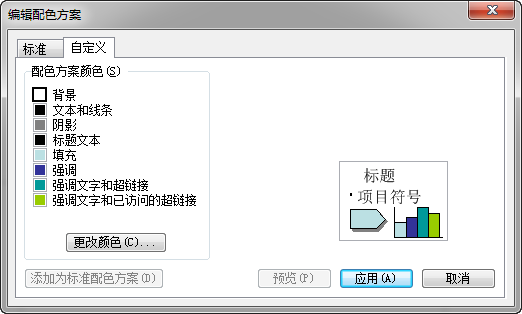 编辑配色方案
标准 自定义
配色方案颜色(S)
背景
文本和线条
阴影
标题文本
填充
强调
强调文字和超链接
强调文字和已访问的超链接
标题
项目符号
更改颜色(C)...
添加为标准配色方案(D) 预览(P) 应用(A) 取消